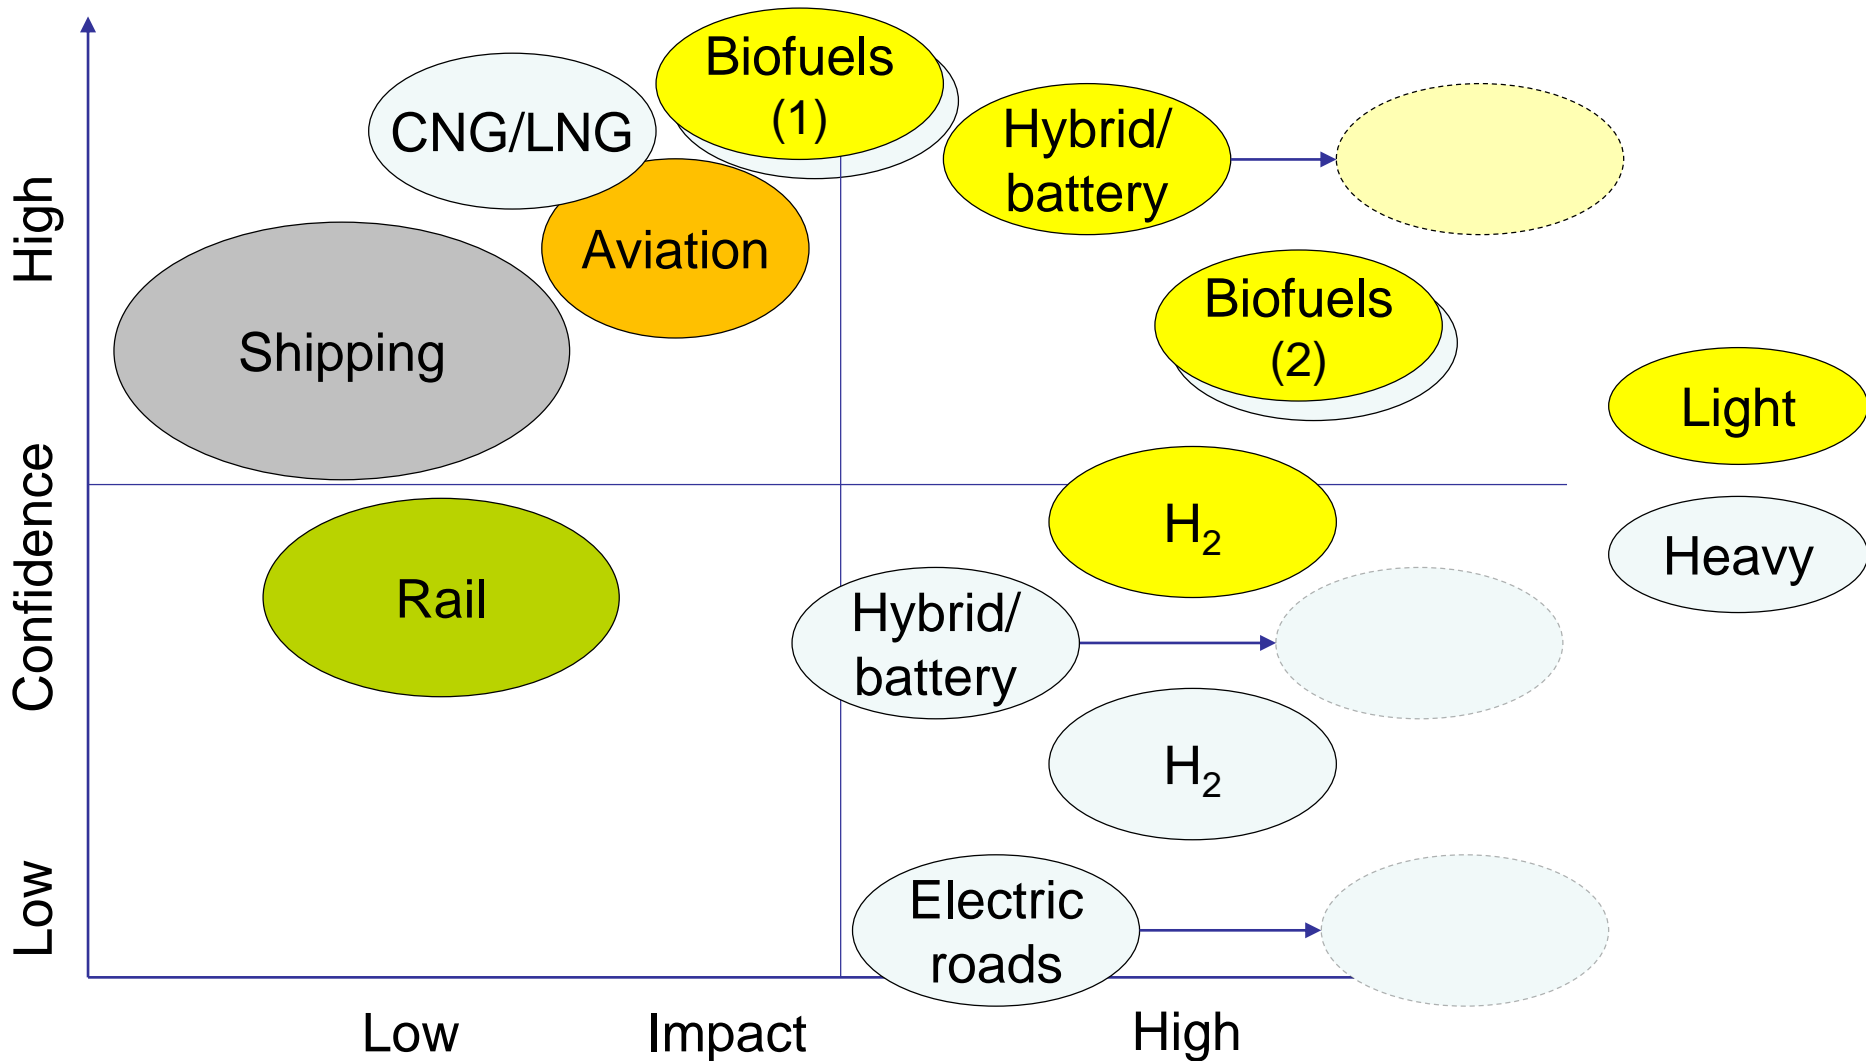 Biofuels
(1)
CNG/LNG
Hybrid/
battery
High
Aviation
Biofuels
(2)
Shipping
Light
Confidence
H₂
Heavy
Rail
Hybrid/
battery
H₂
Low
Electric
roads
Low
Impact
High